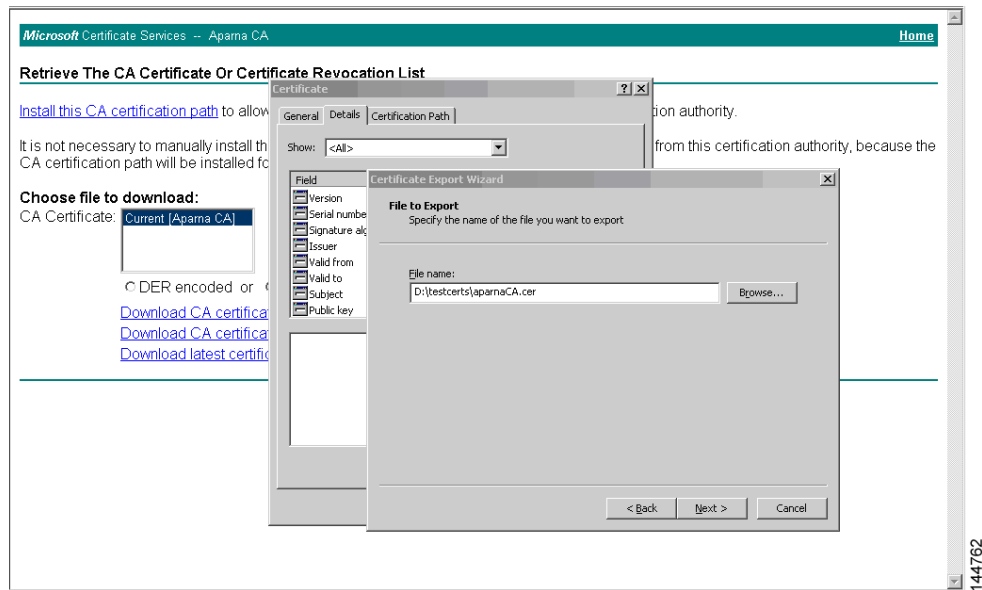 Microsoft Certificate Services -- Aparna CA Home
Retrieve The CA Certificate Or Certificate Revocation List
Certificate
Install this CA certification path to allow
tion authority.
General Details Certification Path
It is not necessary to manually install th
from this certification authority, because the
CA certification path will be installed fo
Show: <All>
Choose file to download:
CA Certificate: Current [Aparna CA]
DER encoded or
Download CA certifica
Download CA certifica
Download latest certific
Field
Version
Serial numbe
Signature alg
Issuer
Valid from
Valid to
Subject
Public key
Certificate Export Wizard
File to Export
Specify the name of the file you want to export
File name:
D:\testcerts\aparnaCA.cer
Browse...
< Back Next > Cancel
144762